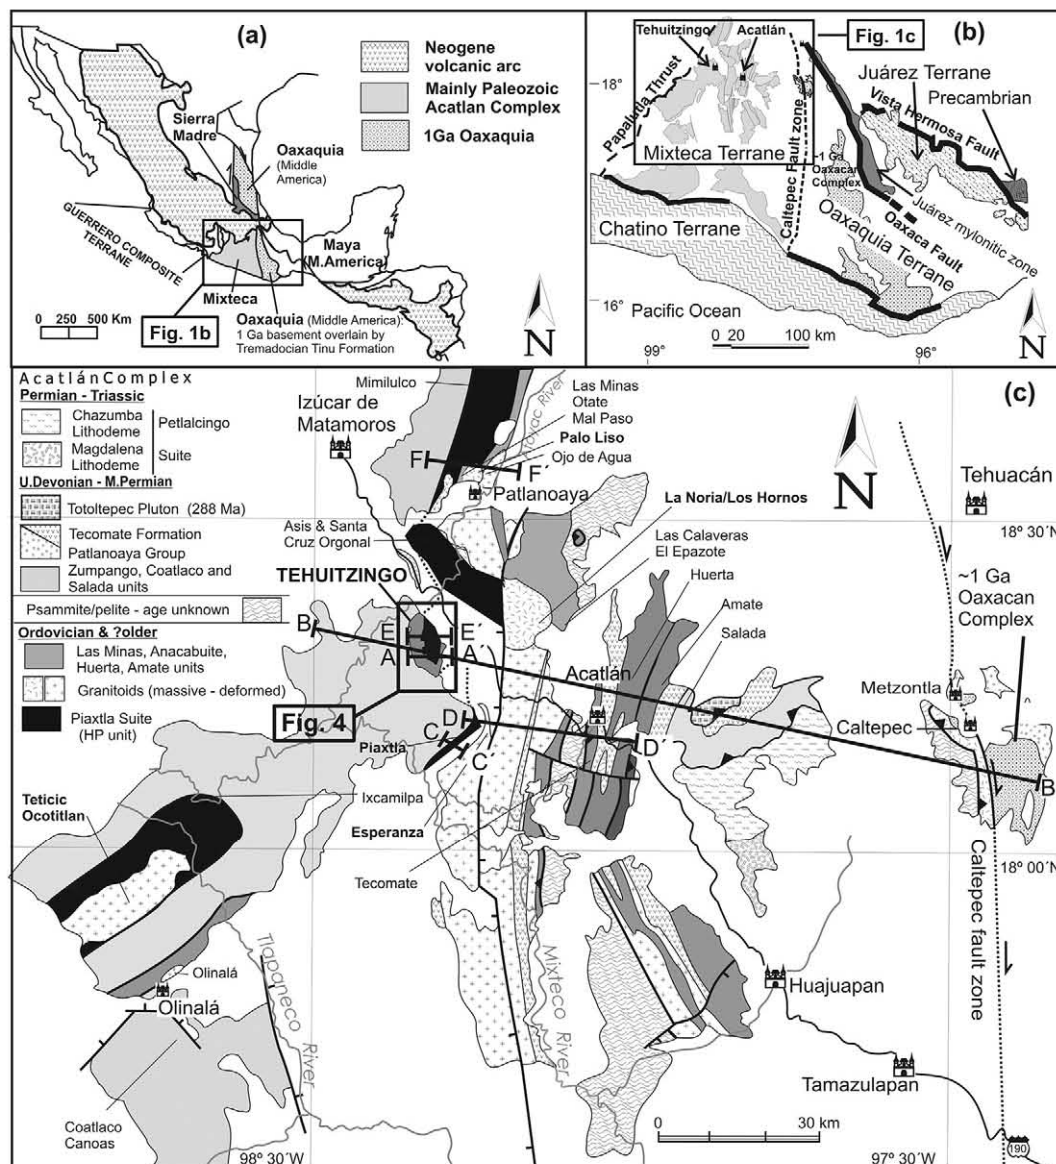 (a)
Neogene
volcanic arc
Mainly Paleozoic
Acatlan Complex
1Ga Oaxaquia
Sierra
Madre
Oaxaquia
(Middle
America)
GUERRERO COMPOSITE
TERRANE
Maya
(M.America)
Mixteca
0 250 500 Km
Fig. 1b
Oaxaquia (Middle America):
1 Ga basement overlain by
Tremadocian Tinu Formation
N
(b)
Fig. 1c
Tehuitzingo
Acatlán
18°
Papalutla Thrust
Mixteca Terrane
Caltepec Fault zone
Juárez Terrane
Precambrian
Vista Hermosa Fault
~1 Ga
Oaxacan
Complex
Juárez mylonitic zone
Oaxaca Fault
Oaxaquia Terrane
Chatino Terrane
16°
Pacific Ocean
0 20 100 km
99°
96°
N
(c)
Acatlán Complex
Permian - Triassic
Chazumba
Lithodeme
Petlalcingo
Magdalena
Lithodeme
Suite
U.Devonian - M.Permian
Totoltepec Pluton (288 Ma)
Tecomate Formation
Patlanoaya Group
Zumpango, Coatlaco and
Salada units
Psammite/pelite - age unknown
Ordovician & ?older
Las Minas, Anacabuite,
Huerta, Amate units
Granitoids (massive - deformed)
Piaxtla Suite
(HP unit)
Mimilulco
Izúcar de
Matamoros
Las Minas
Otate
Mal Paso
Palo Liso
Ojo de Agua
F
F´
Patlanoaya
Asis & Santa
Cruz Orgonal
La Noria/Los Hornos
Las Calaveras
El Epazote
Huerta
Amate
Salada
N
Tehuacán
18° 30´N
~1 Ga
Oaxacan
Complex
TEHUITZINGO
B
E
E´
A
A´
Acatlán
Metzontla
Caltepec
Fig. 4
D
D´
C
C´
Piaxtla
B´
Teticic
Ocotitlan
Ixcamilpa
Esperanza
Tecomate
18° 00´N
Caltepec fault zone
Tlapaneco
River
Mixteco
River
Olinalá
Olinalá
Huajuapan
Tamazulapan
Coatlaco
Canoas
0 30 km
190
98° 30´W
97° 30´W